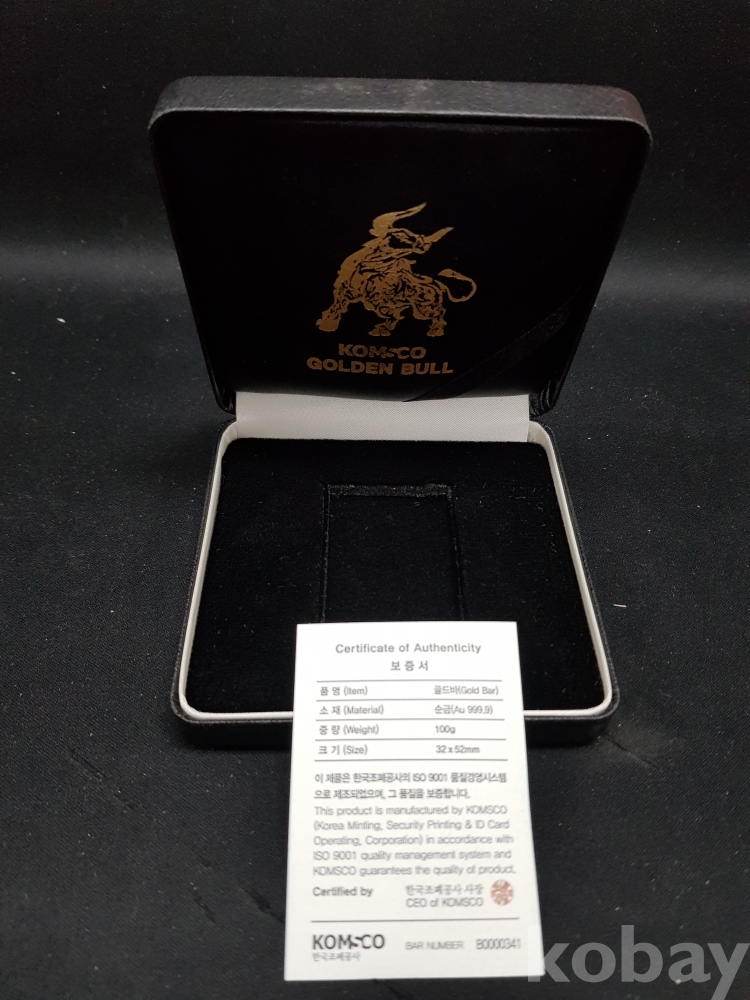 KOMSCO
GOLDEN BULL
Certificate of Authenticity
보 증 서
품 명 (Item) 골드바(Gold Bar)
소 재 (Material) 순금(Au 999.9)
중 량 (Weight) 100g
크 기 (Size) 32 x 52mm
이 제품은 한국조폐공사의 ISO 9001 품질경영시스템
으로 제조되었으며, 그 품질을 보증합니다.
This product is manufactured by KOMSCO
(Korea Minting, Security Printing & ID Card
Operating, Corporation) in accordance with
ISO 9001 quality management system and
KOMSCO guarantees the quality of product.
Certified by 한국조폐공사 사장
CEO of KOMSCO
KOMSCO BAR NUMBER B0000341
한국조폐공사
kobay